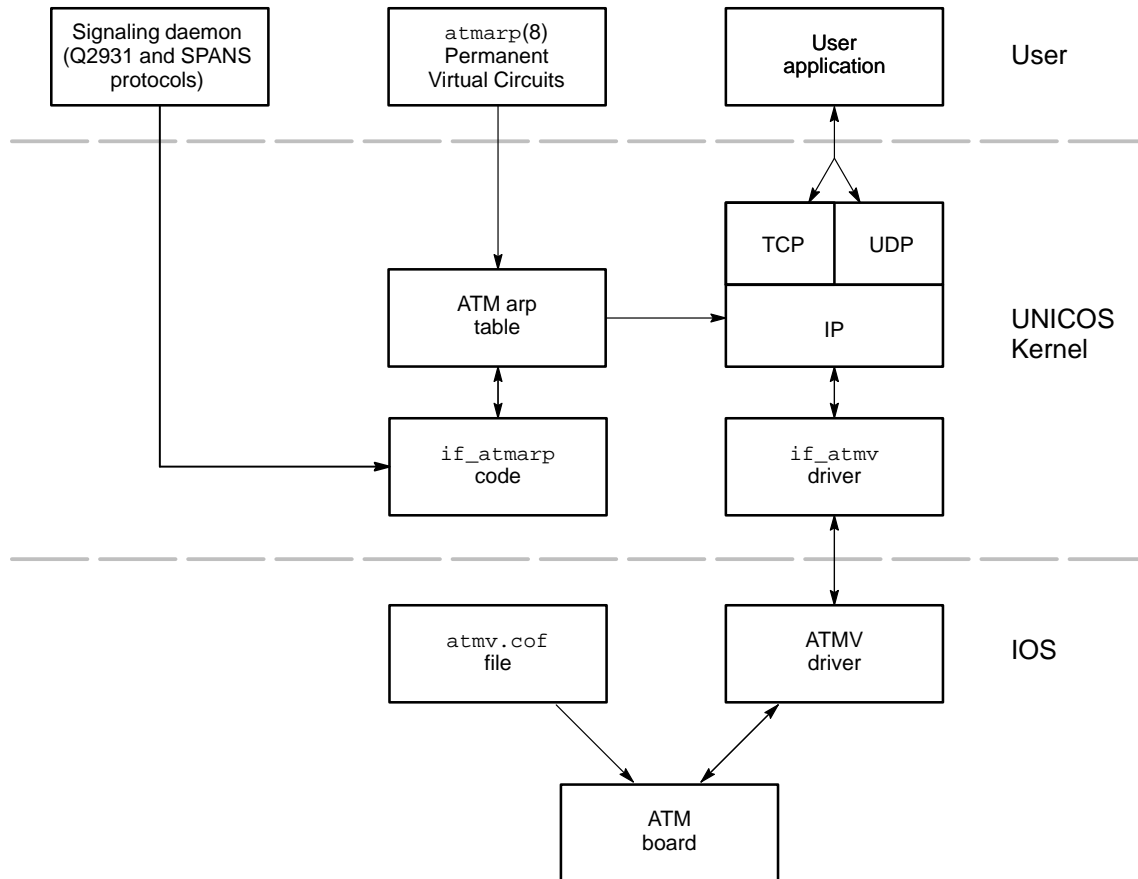 Signaling daemon
(Q2931 and SPANS
protocols)
atmarp(8)
Permanent
Virtual Circuits
User
application
User
TCP
UDP
ATM arp
table
IP
UNICOS
Kernel
if_atmarp
code
if_atmv
driver
atmv.cof
file
ATMV
driver
IOS
ATM
board